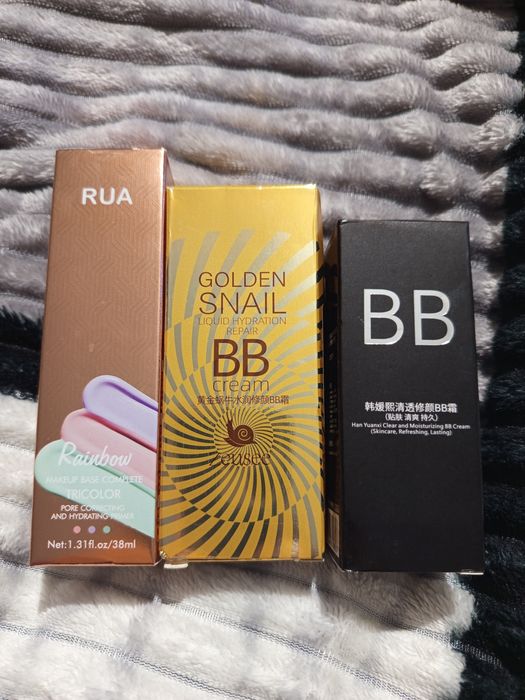 RUA
Rainbow
MAKEUP BASE COMPLETE
TRICOLOR
PORE CORRECTING
AND HYDRATING PRIMER
Net:1.31fl.oz/38ml
GOLDEN
SNAIL
LIQUID HYDRATION
REPAIR
BB
cream
黄金蜗牛水润修颜BB霜
Zeusee
BB
韩媛熙清透修颜BB霜
(贴肤 清爽 持久)
Han Yuanxi Clear and Moisturizing BB Cream
(Skincare, Refreshing, Lasting)